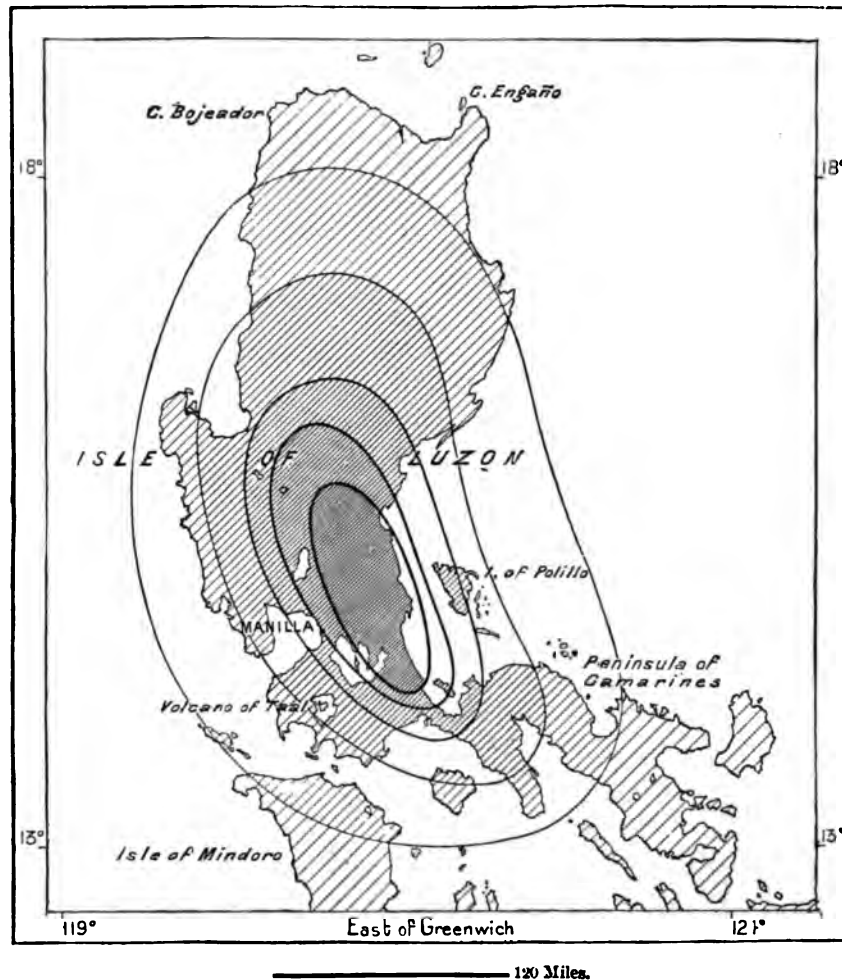 C. Engaño
C. Bojeador
18° 18°
ISLE OF LUZON
I. of Polillo
MANILLA
Peninsula of
Camarines
Volcano of Taal
13° 13°
Isle of Mindoro
119° East of Greenwich 121°
120 Miles.